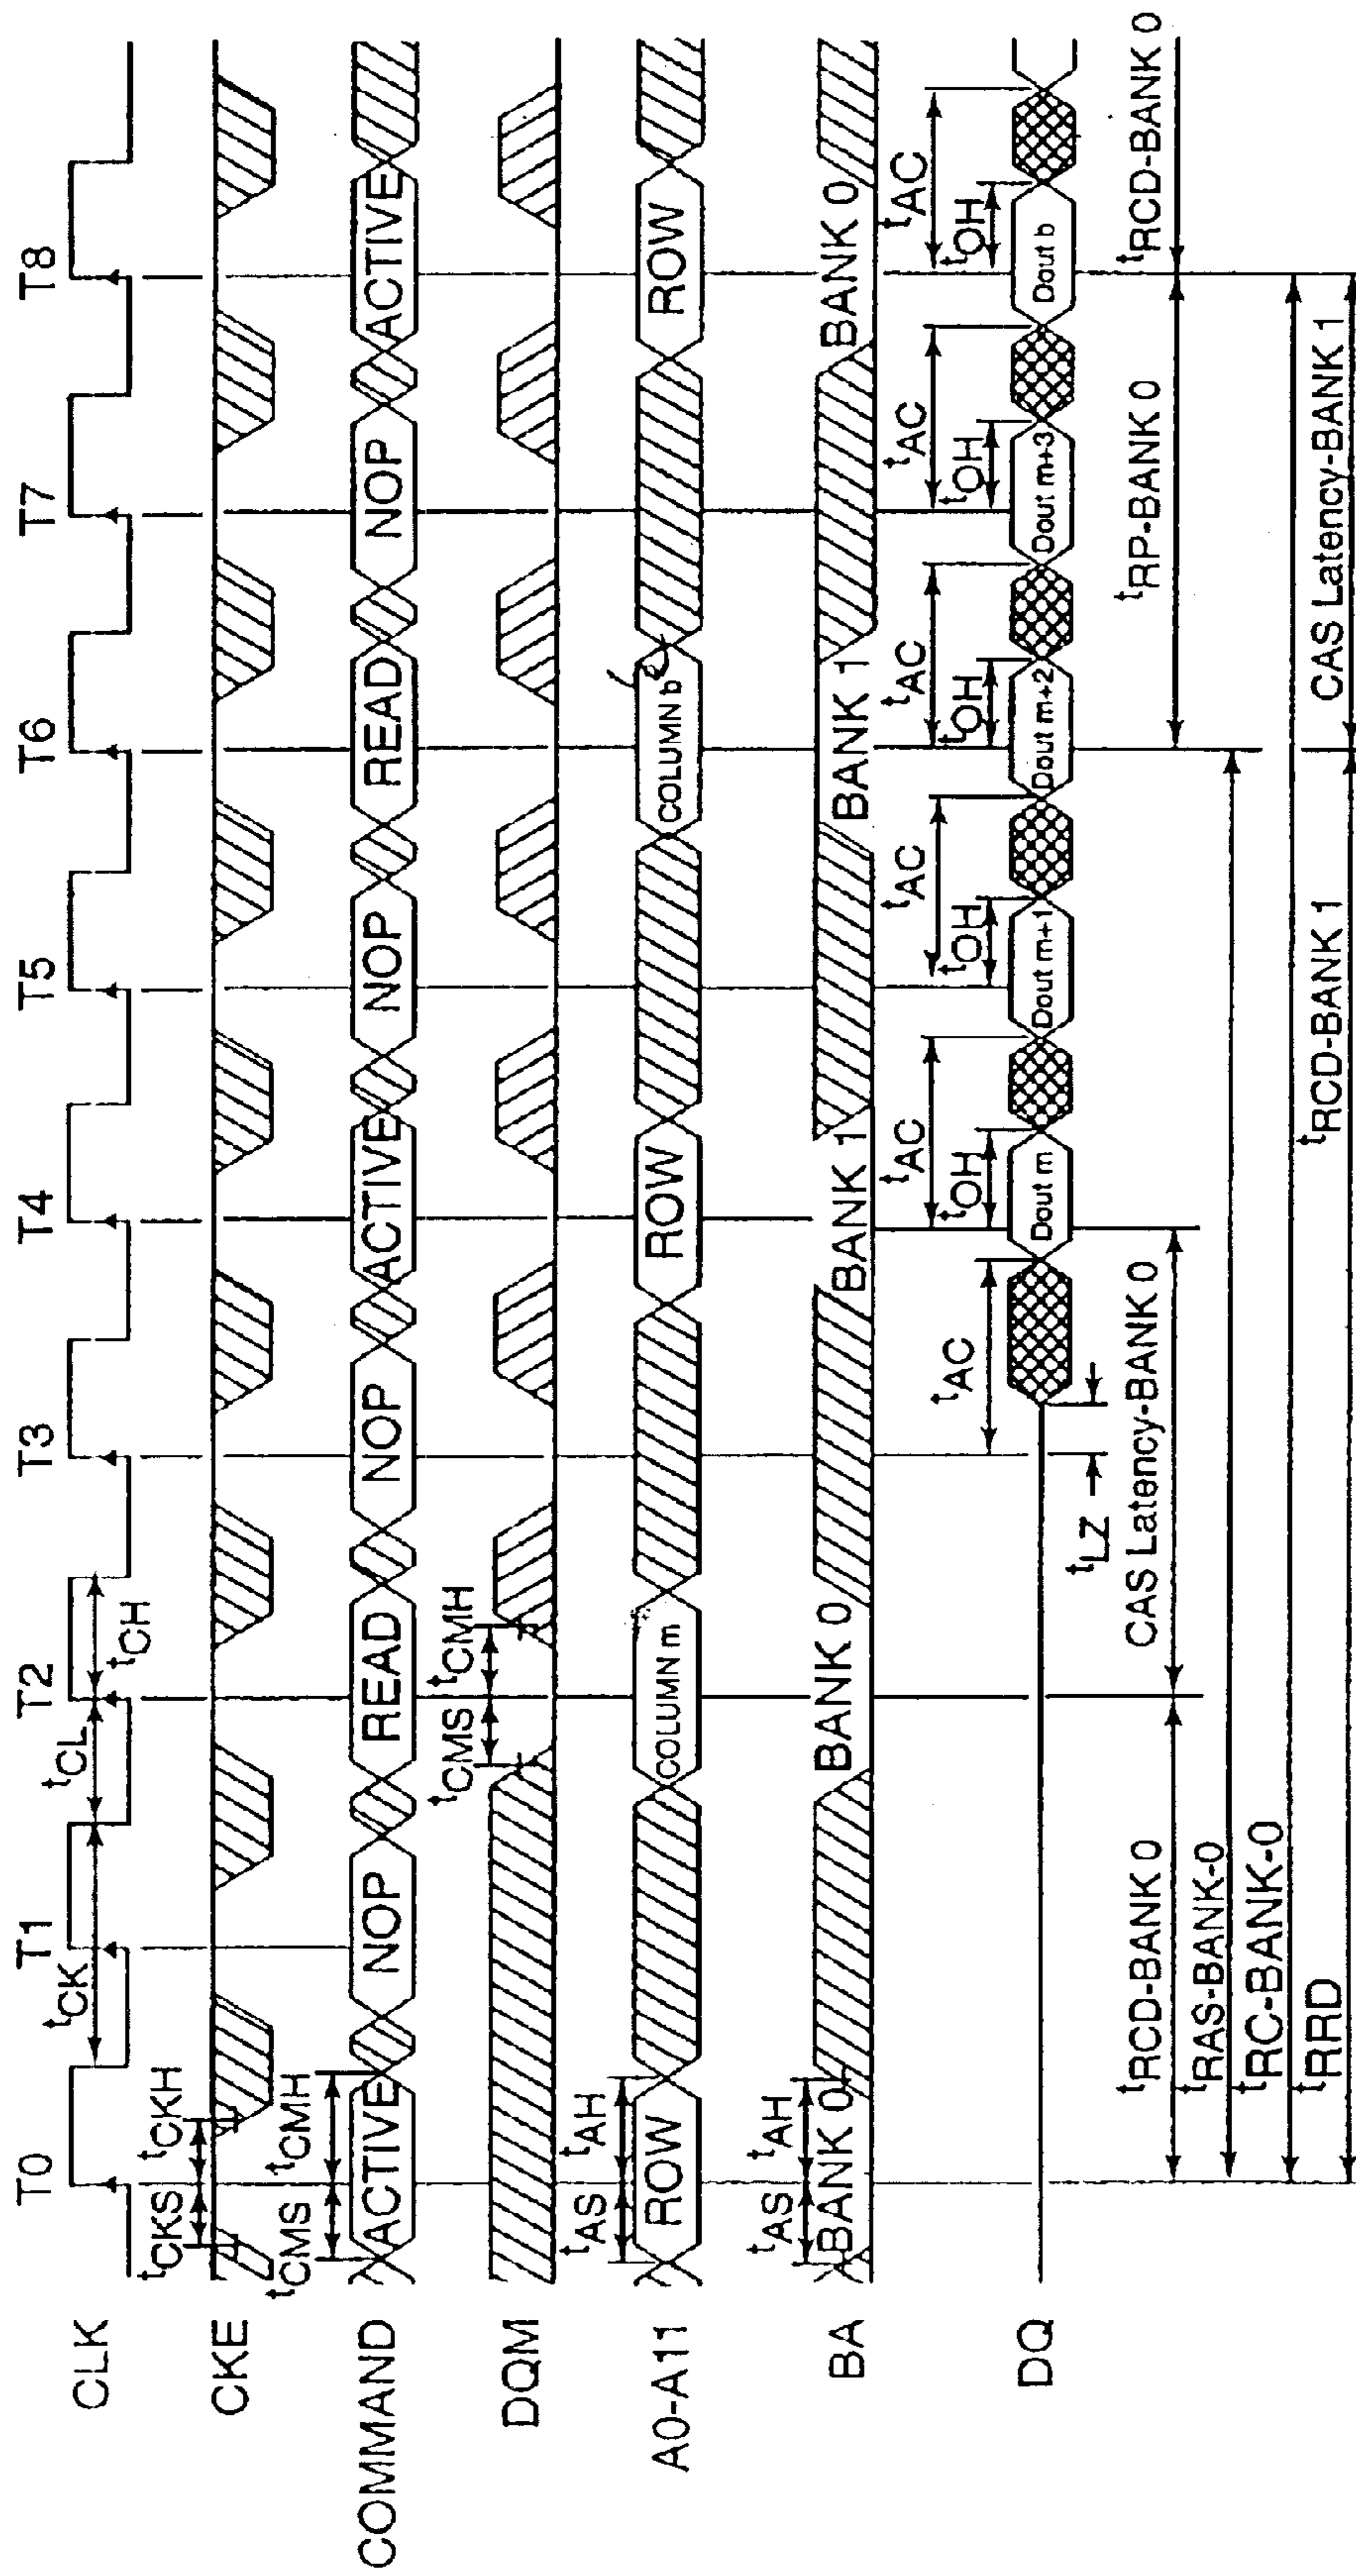 T0 T1 T2 T3 T4 T5 T6 T7 T8
CLK
tCK tCL tCH
CKE
tCKS tCKH
COMMAND ACTIVE NOP READ NOP ACTIVE NOP READ NOP ACTIVE
tCMS tCMH
DQM
tCMS tCMH
A0-A11 ROW COLUMN m ROW COLUMN b ROW
tAS tAH
BA BANK 0 BANK 0 BANK 1 BANK 1 BANK 0
tAS tAH
tAC tAC tAC tAC tAC tAC
tOH tOH tOH tOH tOH
DQ Dout m Dout m+1 Dout m+2 Dout m+3 Dout b
tLZ
tRCD-BANK 0 CAS Latency-BANK 0 tRP-BANK 0 tRCD-BANK 0
tRAS-BANK-0
tRC-BANK-0
tRRD tRCD-BANK 1 CAS Latency-BANK 1